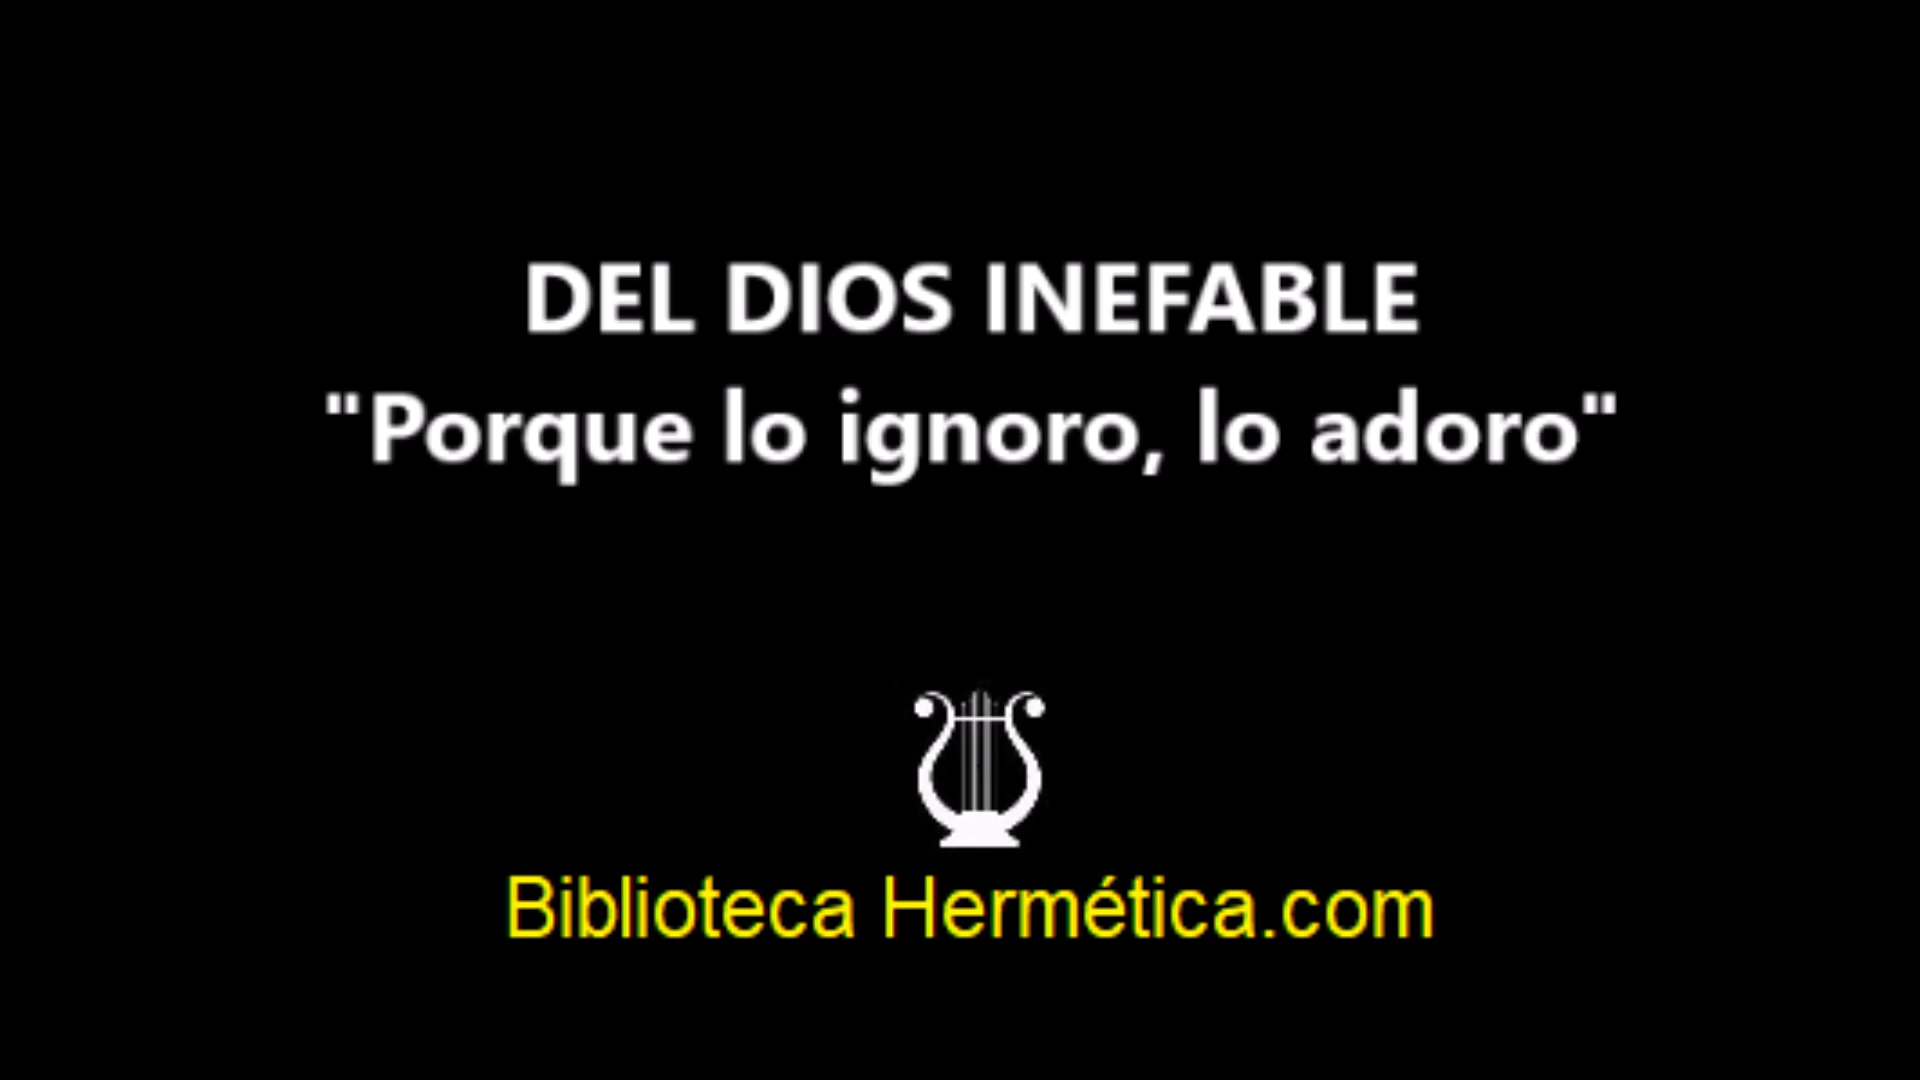 DEL DIOS INEFABLE
"Porque lo ignoro, lo adoro"
Biblioteca Hermética.com